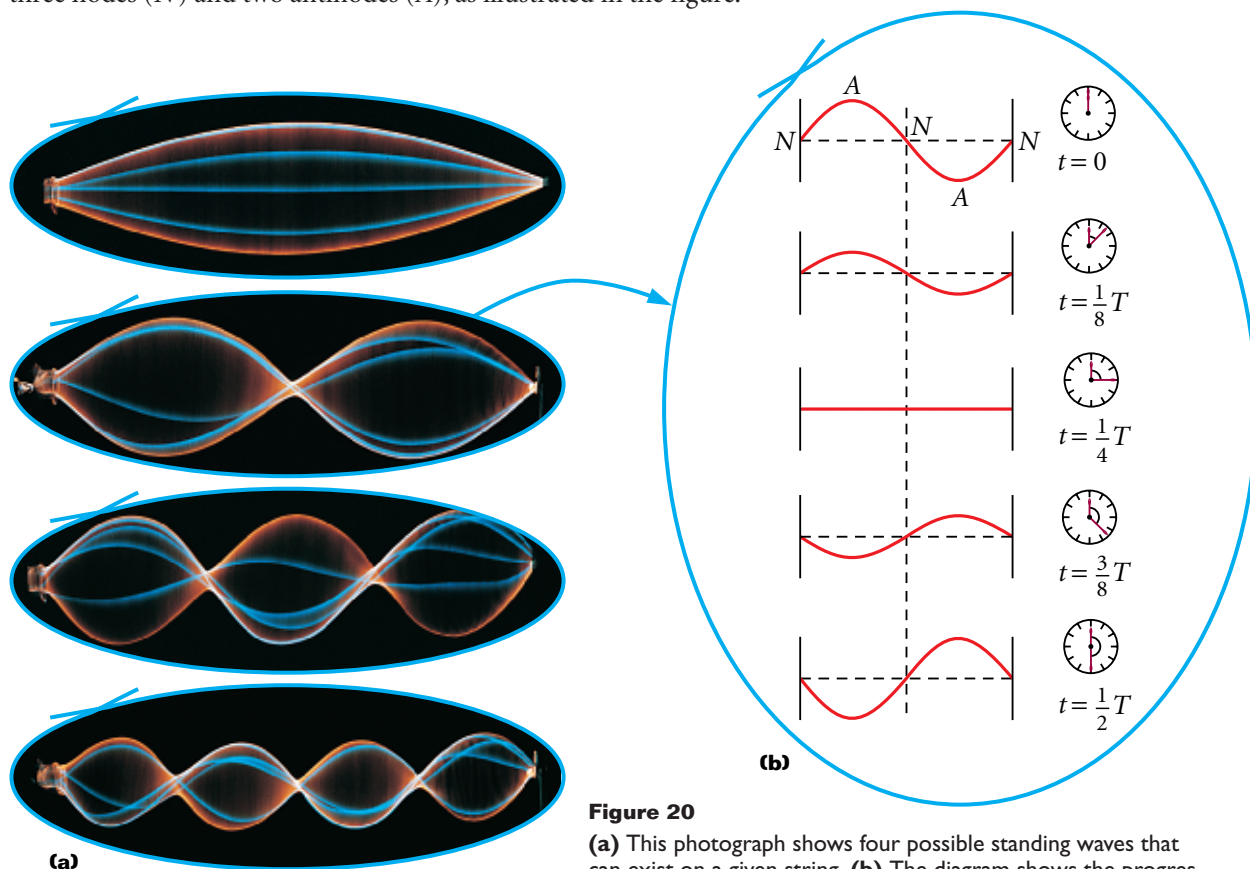 three nodes (N) and two antinodes (A), as illustrated in the figure.
A
N
N
N
A
t = 0
t = 1/8 T
t = 1/4 T
t = 3/8 T
t = 1/2 T
(b)
(a)
Figure 20
(a) This photograph shows four possible standing waves that
can exist on a given string. (b) The diagram shows the progres